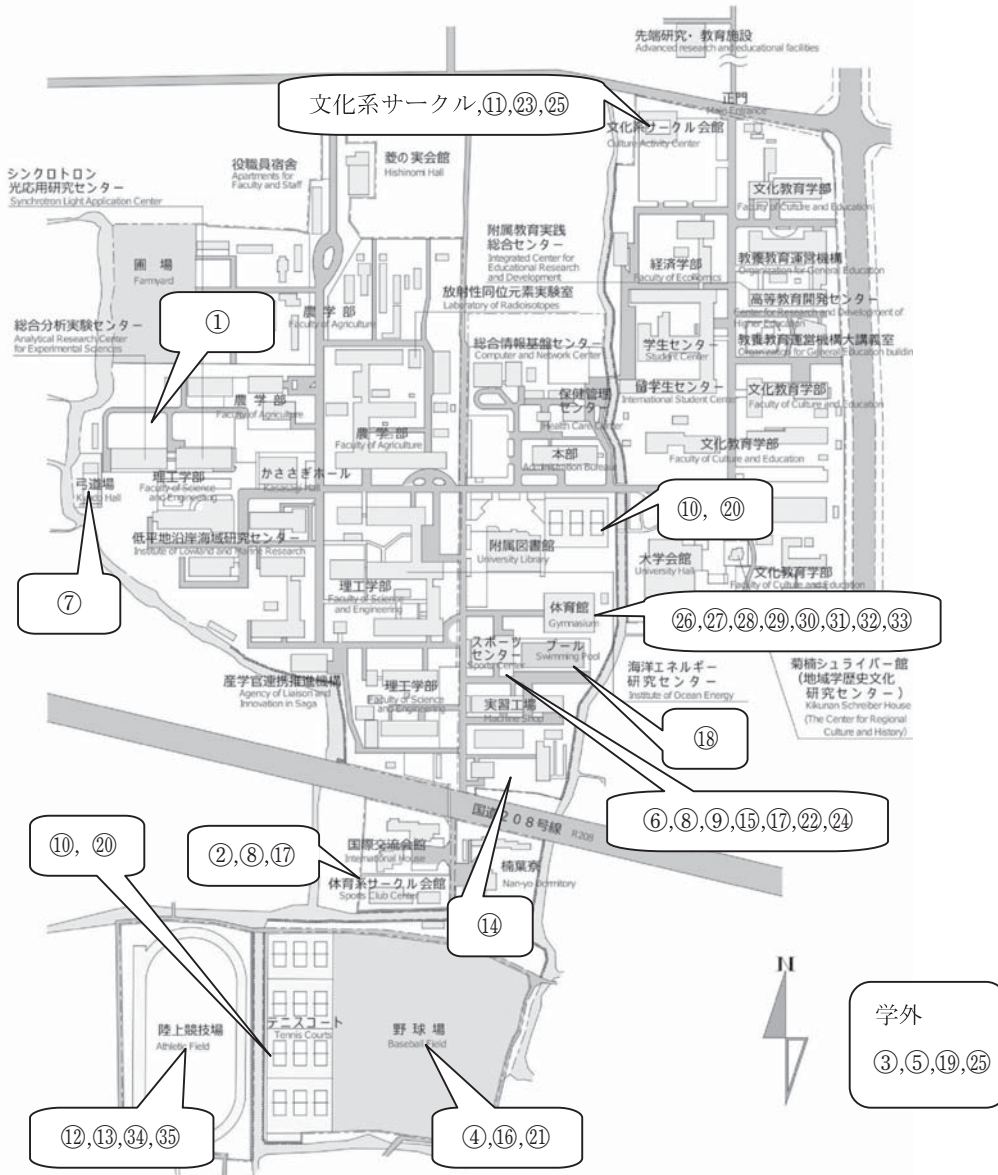 先端研究・教育施設
Advanced research and educational facilities
正門
Main Entrance
文化系サークル,⑪,㉓,㉕
文化系サークル会館
Culture Activity Center
役職員宿舎
Apartments for
Faculty and Staff
菱の実会館
Hishinomi Hall
シンクロトロン
光応用研究センター
Synchrotron Light Application Center
文化教育学部
Faculty of Culture and Education
附属教育実践
総合センター
Integrated Center for
Educational Research
and Development
経済学部
Faculty of Economics
教養教育運営機構
Organization for General Education
圃場
Farmyard
農学部
Faculty of Agriculture
放射性同位元素実験室
Laboratory of Radioisotopes
高等教育開発センター
Center for Research and Development of
Higher Education
①
総合分析実験センター
Analytical Research Center
for Experimental Sciences
総合情報基盤センター
Computer and Network Center
学生センター
Student Center
教養教育運営機構大講義室
Organization for General Education building
農学部
Faculty of Agriculture
保健管理
センター
Health Care Center
留学生センター
International Student Center
文化教育学部
Faculty of Culture and Education
農学部
Faculty of Agriculture
本部
Administration Bureau
文化教育学部
Faculty of Culture and Education
弓道場
Kyudo Hall
理工学部
Faculty of Science
and Engineering
かささぎホール
Kasasagi Hall
⑩, ⑳
低平地沿岸海域研究センター
Institute of Lowland and Marine Research
附属図書館
University Library
大学会館
University Hall
文化教育学部
Faculty of Culture and Education
⑦
理工学部
Faculty of Science
and Engineering
体育館
Gymnasium
㉖,㉗,㉘,㉙,㉚,㉛,㉜,㉝
スポーツ
センター
Sports Center
プール
Swimming Pool
産学官連携推進機構
Agency of Liaison and
Innovation in Saga
理工学部
Faculty of Science
and Engineering
海洋エネルギー
研究センター
Institute of Ocean Energy
菊楠シュライバー館
(地域学歴史文化
研究センター)
Kikunan Schreiber House
(The Center for Regional
Culture and History)
実習工場
Machine Shop
⑱
国道208号線 R208
⑥,⑧,⑨,⑮,⑰,㉒,㉔
⑩, ⑳
②,⑧,⑰
国際交流会館
International House
楠葉寮
Nan-yo Dormitory
体育系サークル会館
Sports Club Center
⑭
N
陸上競技場
Athletic Field
テニスコート
Tennis Courts
野球場
Baseball Field
学外
③,⑤,⑲,㉕
⑫,⑬,㉞,㉟
④,⑯,㉑